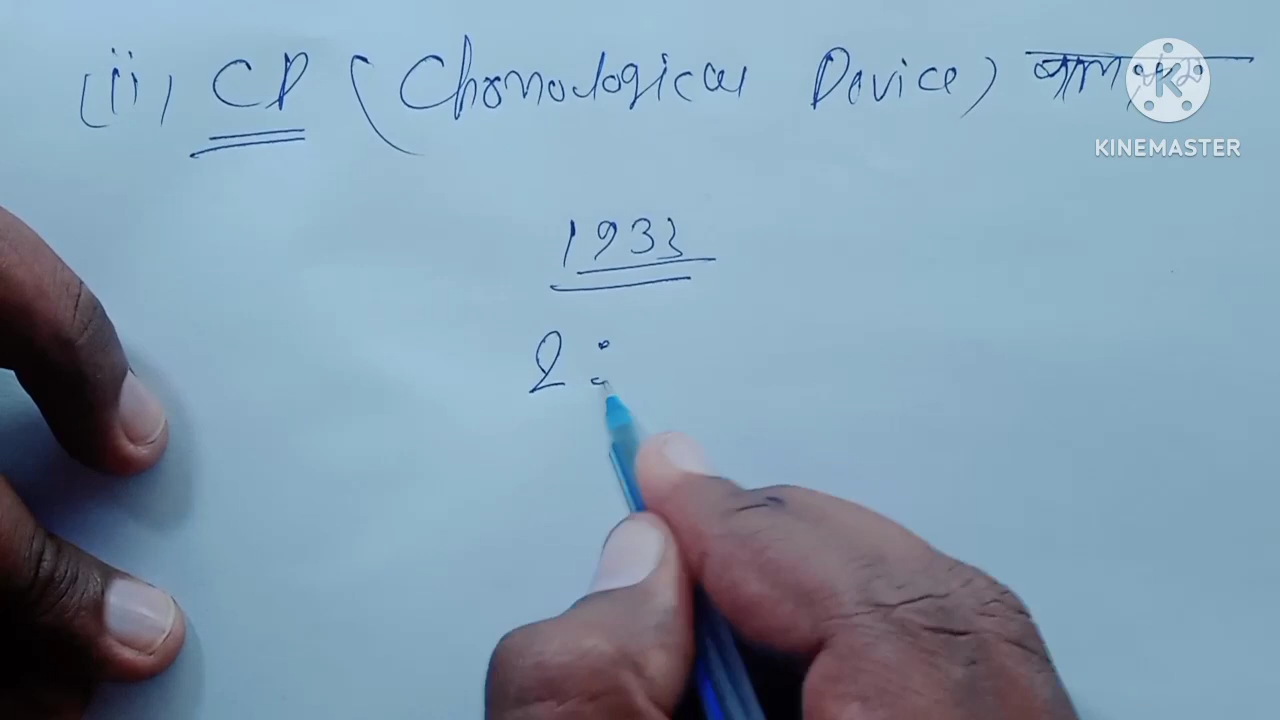 (ii) CD (Chronological Device)
KINEMASTER
1933
2 :